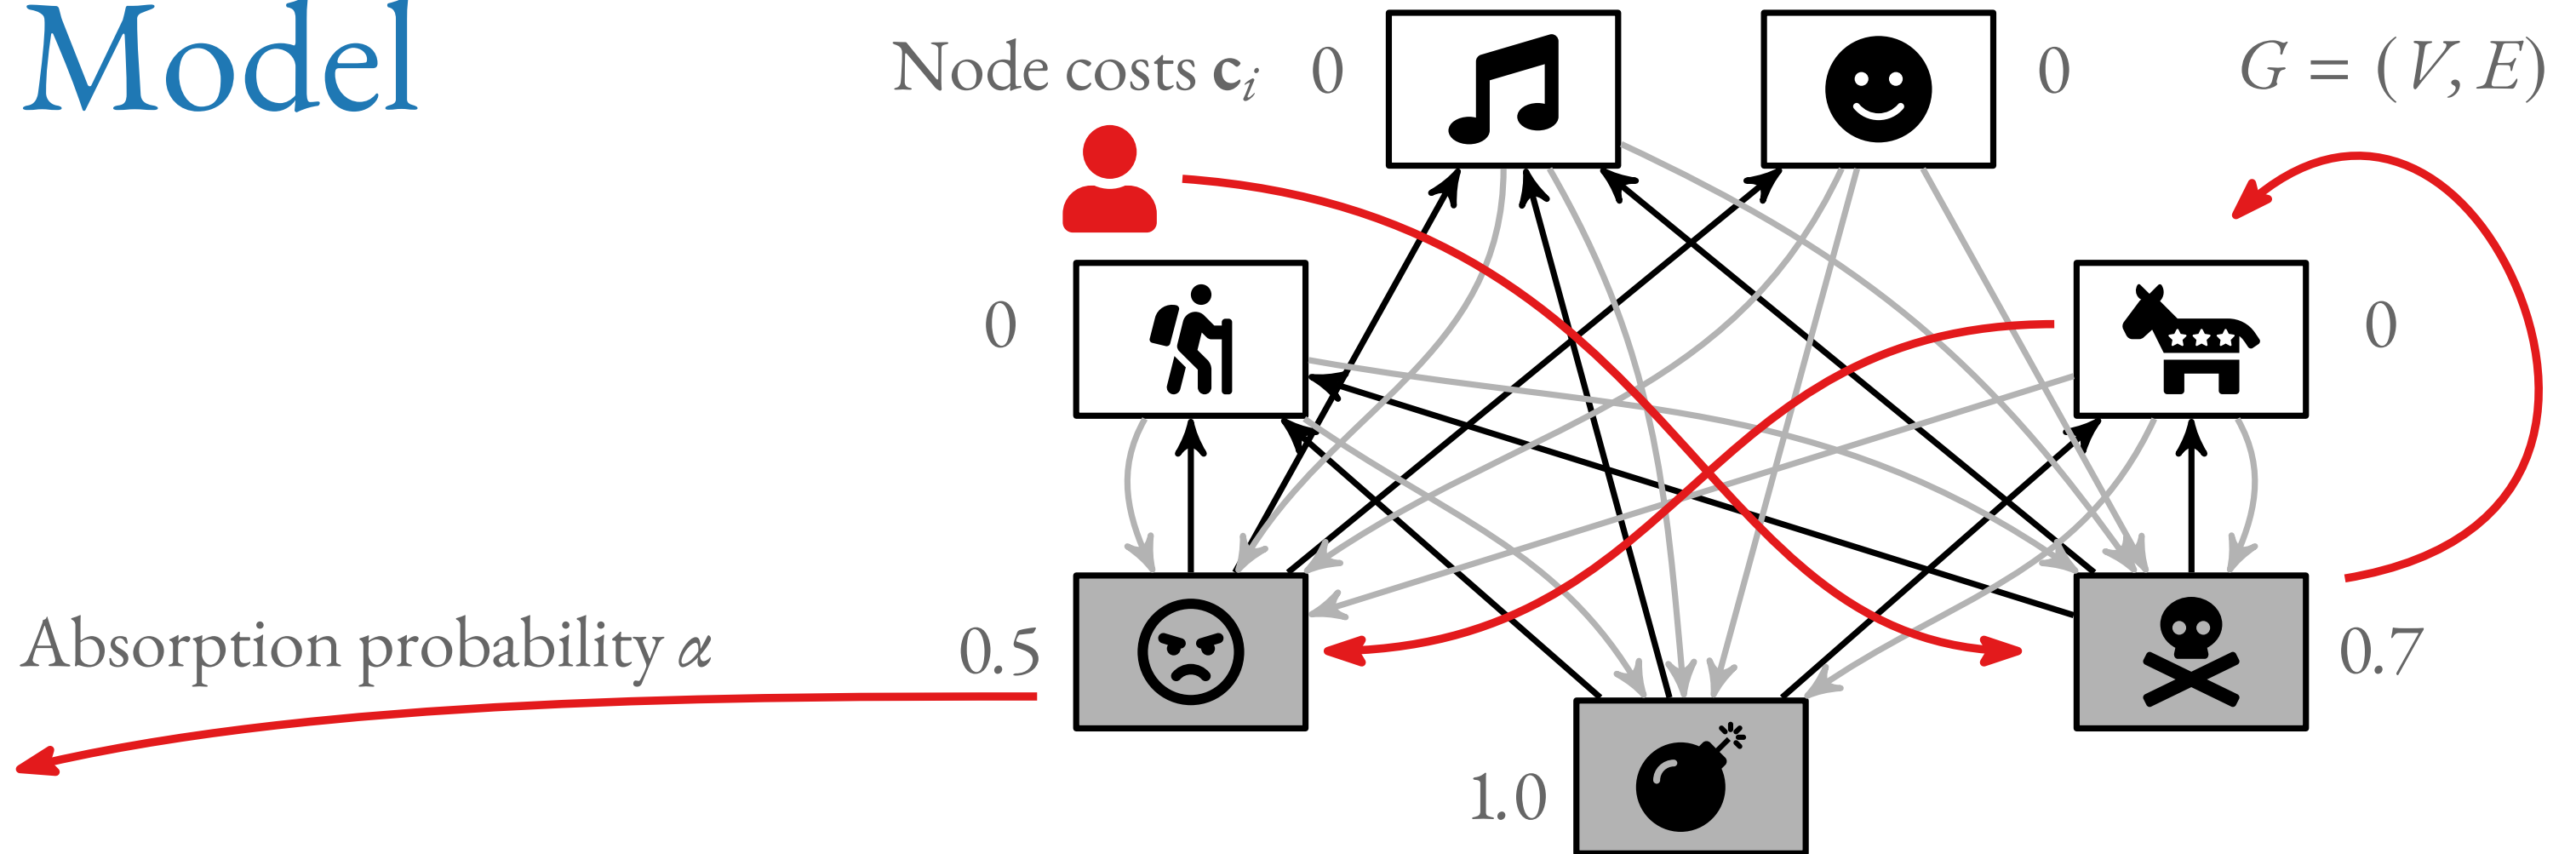 Model
Node costs cᵢ 0
0
G = (V, E)
0
0
Absorption probability α
0.5
0.7
1.0